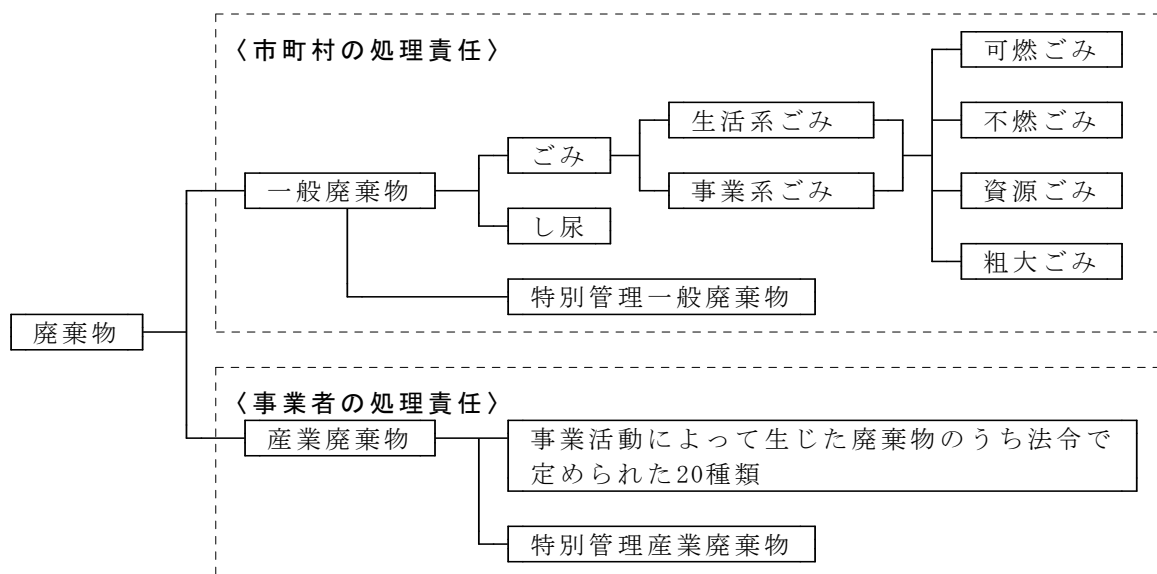 〈市町村の処理責任〉
可燃ごみ
生活系ごみ
不燃ごみ
ごみ
一般廃棄物
事業系ごみ
資源ごみ
し尿
粗大ごみ
特別管理一般廃棄物
廃棄物
〈事業者の処理責任〉
産業廃棄物
事業活動によって生じた廃棄物のうち法令で
定められた20種類
特別管理産業廃棄物